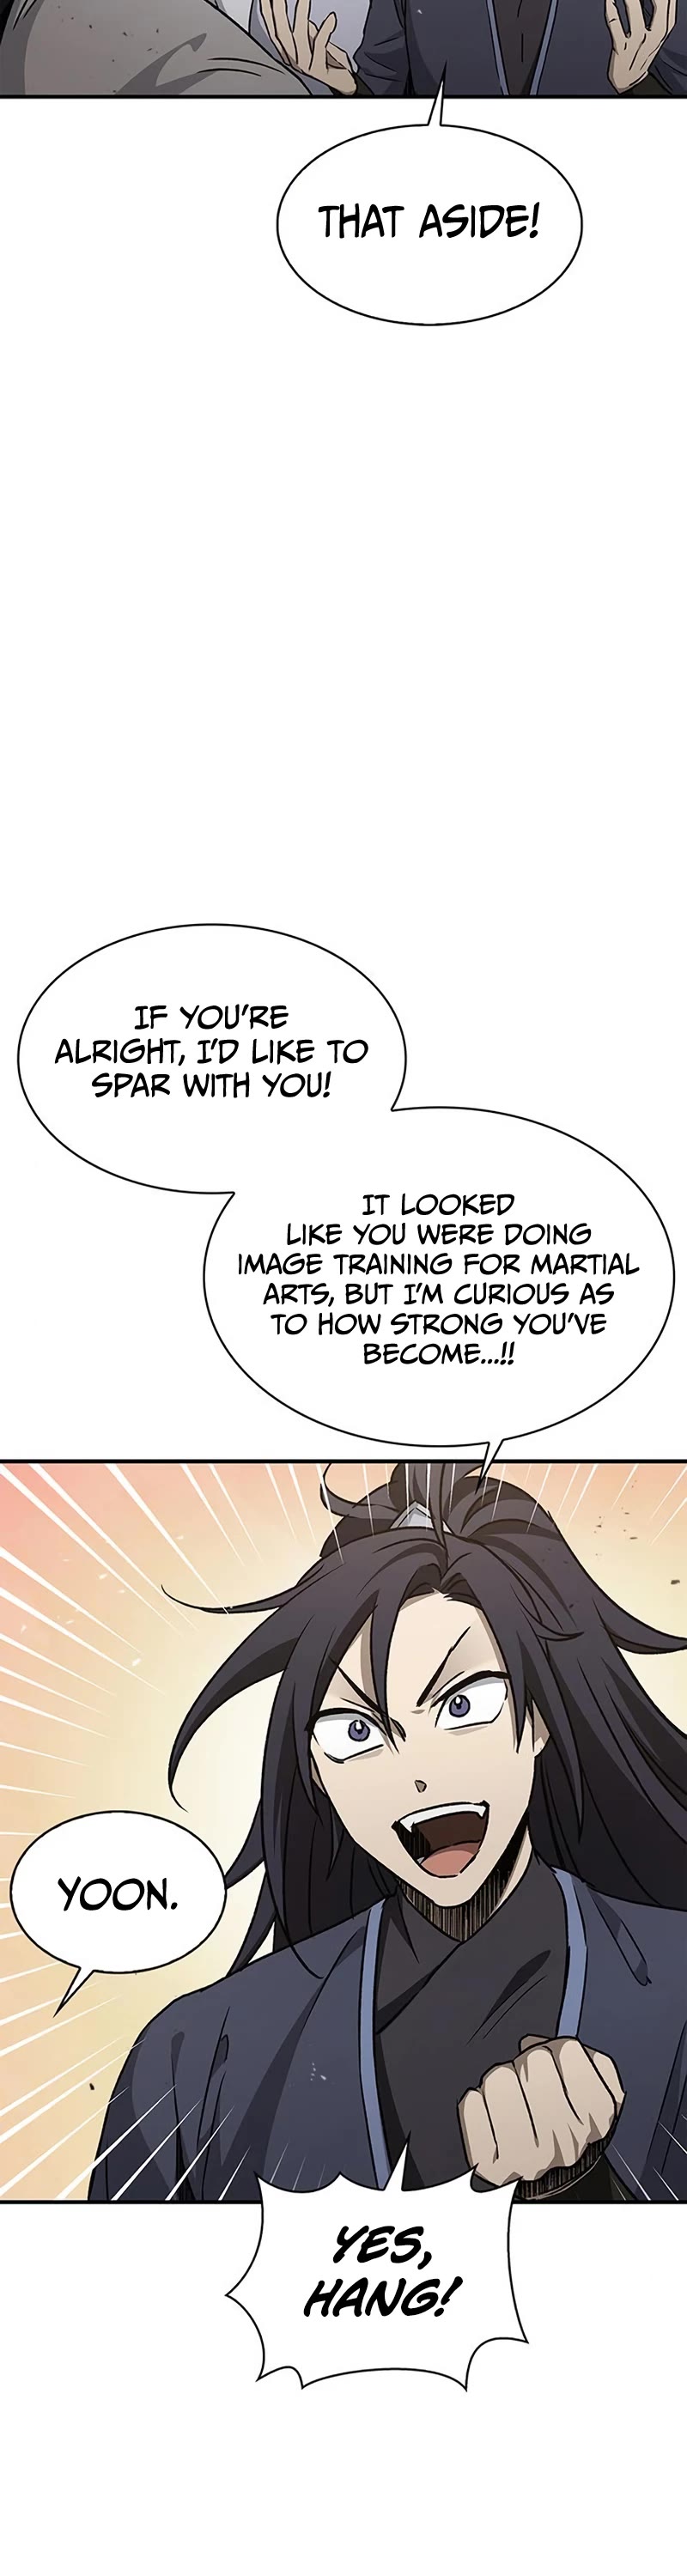 THAT ASIDE!
IF YOU'RE
ALRIGHT, I'D LIKE TO
SPAR WITH YOU!
IT LOOKED
LIKE YOU WERE DOING
IMAGE TRAINING FOR MARTIAL
ARTS, BUT I'M CURIOUS AS
TO HOW STRONG YOU'VE
BECOME...!!
YOON.
YES,
HANG!